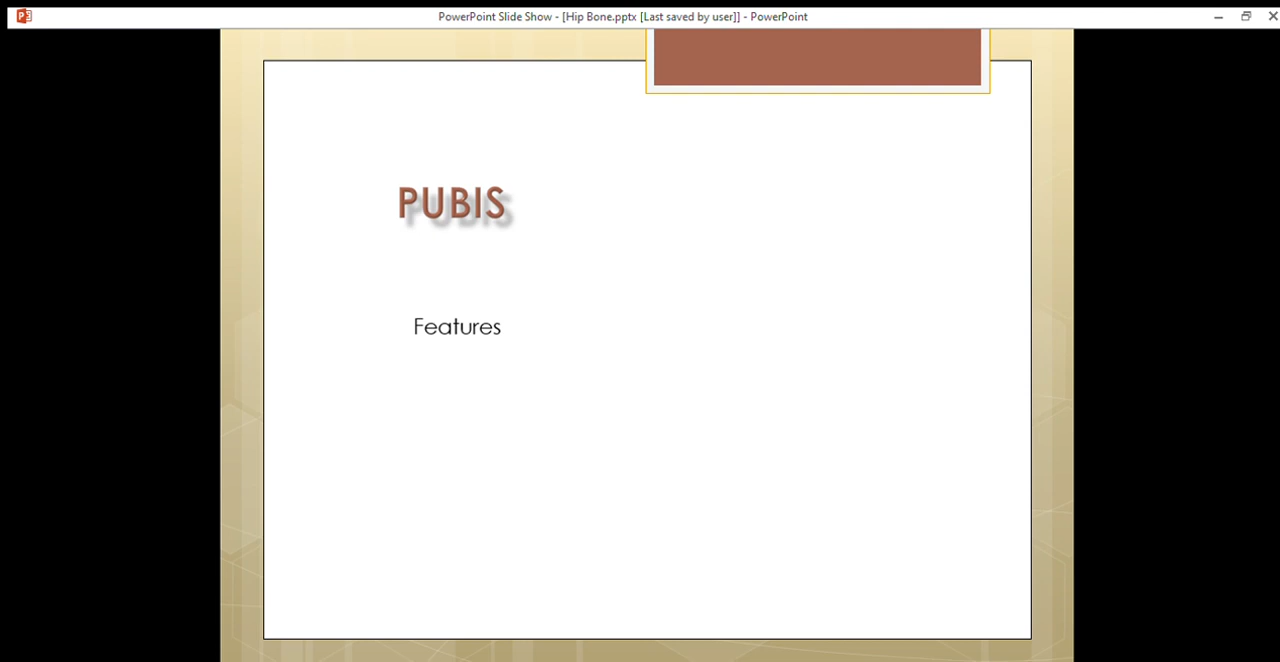 PowerPoint Slide Show - [Hip Bone.pptx [Last saved by user]] - PowerPoint
PUBIS
Features